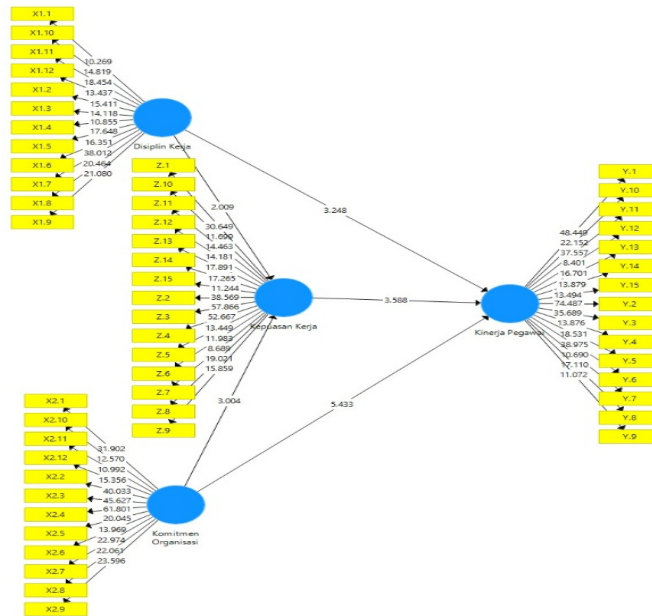 X1.1
X1.10
X1.11
X1.12
X1.2
X1.3
X1.4
X1.5
X1.6
X1.7
X1.8
X1.9
10.269
14.819
18.454
13.437
15.411
14.118
10.855
17.648
16.351
38.012
20.464
21.080
Disiplin Kerja
2.009
3.248
Z.1
Z.10
Z.11
Z.12
Z.13
Z.14
Z.15
Z.2
Z.3
Z.4
Z.5
Z.6
Z.7
Z.8
Z.9
30.649
11.699
14.463
14.181
17.891
17.265
11.244
38.569
57.866
52.667
13.449
11.983
8.689
19.021
15.859
Kepuasan Kerja
3.588
3.004
5.433
Kinerja Pegawai
48.449
22.152
37.557
8.401
16.701
13.879
13.494
74.487
35.689
13.876
18.531
38.975
10.690
17.110
11.072
Y.1
Y.10
Y.11
Y.12
Y.13
Y.14
Y.15
Y.2
Y.3
Y.4
Y.5
Y.6
Y.7
Y.8
Y.9
X2.1
X2.10
X2.11
X2.12
X2.2
X2.3
X2.4
X2.5
X2.6
X2.7
X2.8
X2.9
31.902
12.570
10.992
15.356
40.033
45.627
61.801
20.045
13.969
22.974
22.061
23.596
Komitmen
Organisasi